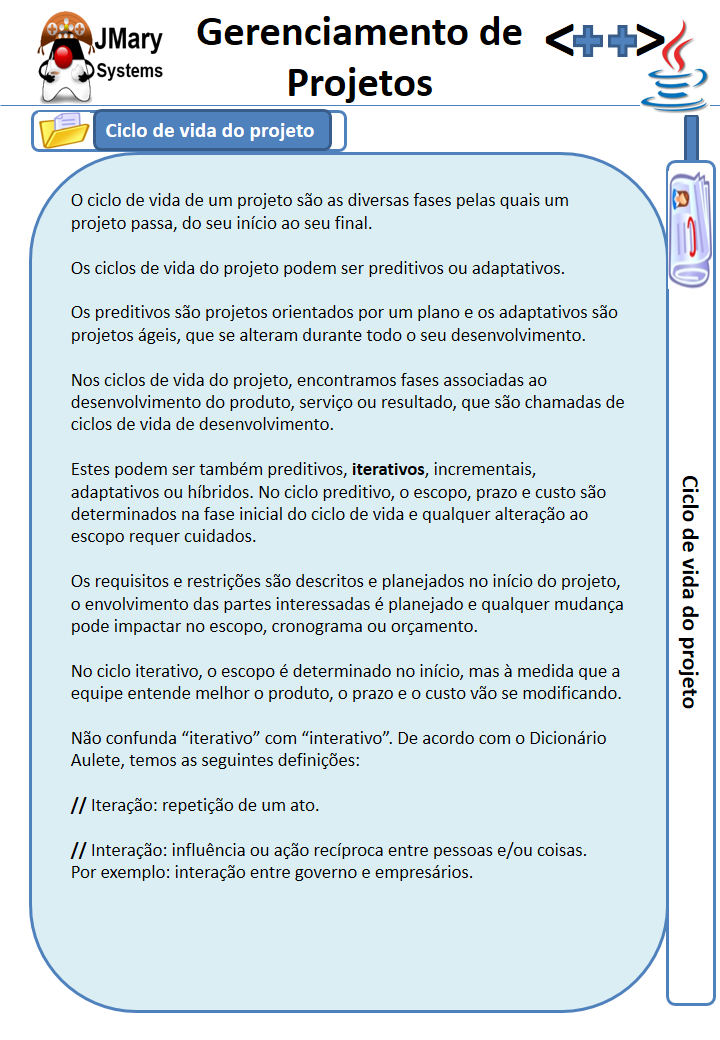 JMary
Systems
Gerenciamento de
Projetos
<++>
Ciclo de vida do projeto
O ciclo de vida de um projeto são as diversas fases pelas quais um
projeto passa, do seu início ao seu final.
Os ciclos de vida do projeto podem ser preditivos ou adaptativos.
Os preditivos são projetos orientados por um plano e os adaptativos são
projetos ágeis, que se alteram durante todo o seu desenvolvimento.
Nos ciclos de vida do projeto, encontramos fases associadas ao
desenvolvimento do produto, serviço ou resultado, que são chamadas de
ciclos de vida de desenvolvimento.
Estes podem ser também preditivos, iterativos, incrementais,
adaptativos ou híbridos. No ciclo preditivo, o escopo, prazo e custo são
determinados na fase inicial do ciclo de vida e qualquer alteração ao
escopo requer cuidados.
Os requisitos e restrições são descritos e planejados no início do projeto,
o envolvimento das partes interessadas é planejado e qualquer mudança
pode impactar no escopo, cronograma ou orçamento.
No ciclo iterativo, o escopo é determinado no início, mas à medida que a
equipe entende melhor o produto, o prazo e o custo vão se modificando.
Não confunda “iterativo” com “interativo”. De acordo com o Dicionário
Aulete, temos as seguintes definições:
// Iteração: repetição de um ato.
// Interação: influência ou ação recíproca entre pessoas e/ou coisas.
Por exemplo: interação entre governo e empresários.
Ciclo de vida do projeto